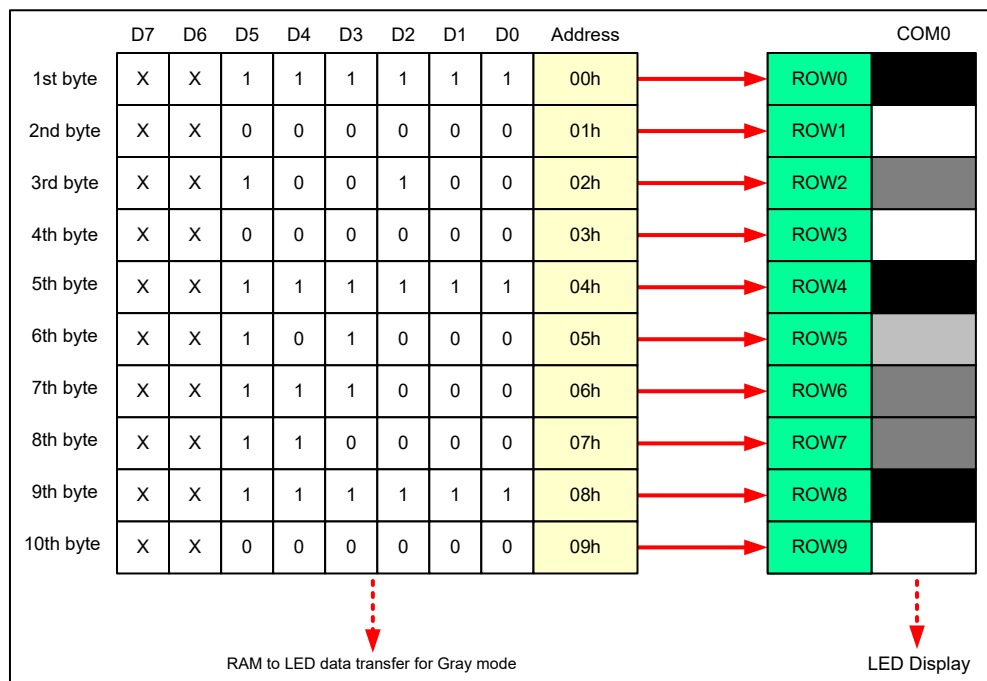 D7 D6 D5 D4 D3 D2 D1 D0 Address COM0
1st byte X X 1 1 1 1 1 1 00h ROW0
2nd byte X X 0 0 0 0 0 0 01h ROW1
3rd byte X X 1 0 0 1 0 0 02h ROW2
4th byte X X 0 0 0 0 0 0 03h ROW3
5th byte X X 1 1 1 1 1 1 04h ROW4
6th byte X X 1 0 1 0 0 0 05h ROW5
7th byte X X 1 1 1 0 0 0 06h ROW6
8th byte X X 1 1 0 0 0 0 07h ROW7
9th byte X X 1 1 1 1 1 1 08h ROW8
10th byte X X 0 0 0 0 0 0 09h ROW9
RAM to LED data transfer for Gray mode LED Display